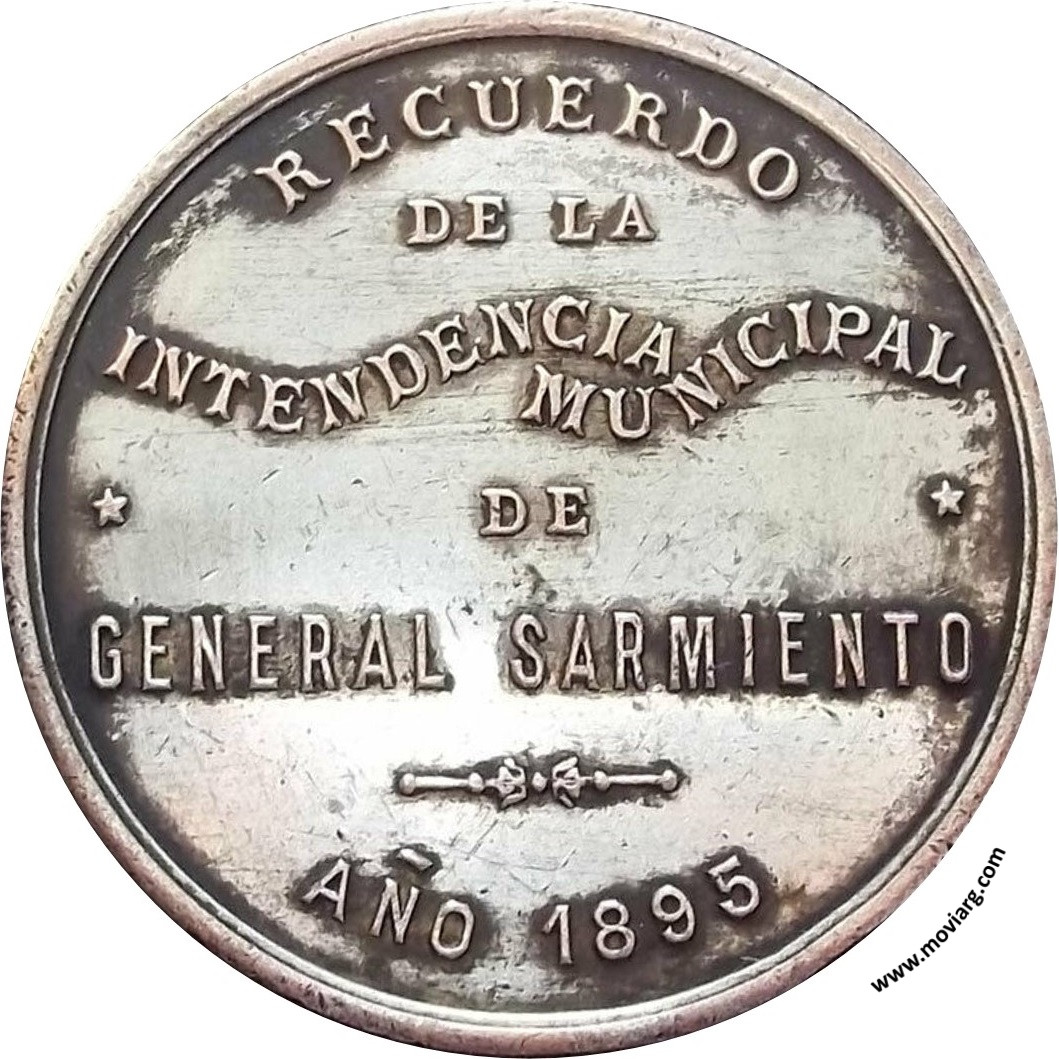 RECUERDO
DE LA
INTENDENCIA MUNICIPAL
DE
GENERAL SARMIENTO
AÑO 1895
www.moviarg.com